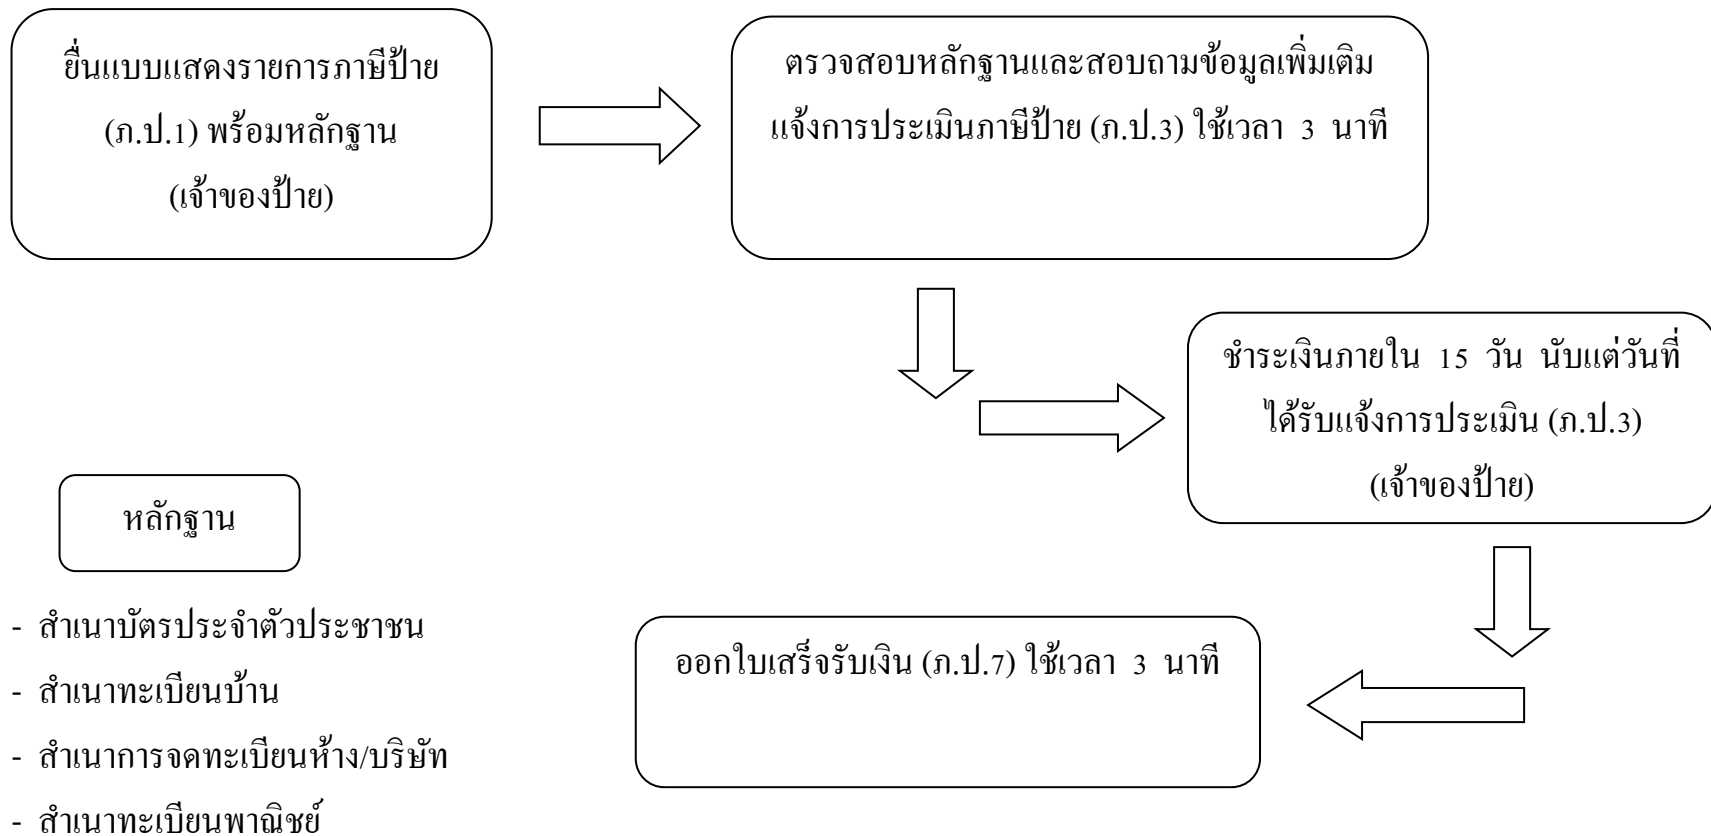 ยื่นแบบแสดงรายการภาษีป้าย
(ภ.ป.1) พร้อมหลักฐาน
(เจ้าของป้าย)
ตรวจสอบหลักฐานและสอบถามข้อมูลเพิ่มเติม
แจ้งการประเมินภาษีป้าย (ภ.ป.3) ใช้เวลา 3 นาที
ชำระเงินภายใน 15 วัน นับแต่วันที่
ได้รับแจ้งการประเมิน (ภ.ป.3)
(เจ้าของป้าย)
ออกใบเสร็จรับเงิน (ภ.ป.7) ใช้เวลา 3 นาที
หลักฐาน
- สำเนาบัตรประจำตัวประชาชน
- สำเนาทะเบียนบ้าน
- สำเนาการจดทะเบียนห้าง/บริษัท
- สำเนาทะเบียนพาณิชย์